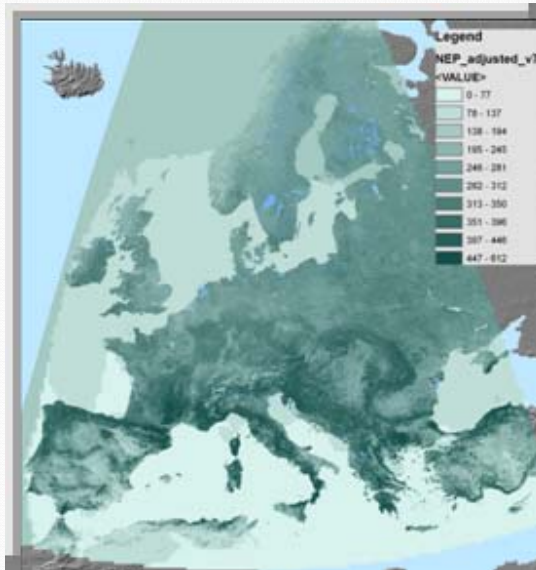 Legend
NEP_adjusted_v7
<VALUE>
0 - 77
78 - 137
138 - 194
195 - 245
246 - 281
282 - 312
313 - 350
351 - 396
397 - 446
447 - 612